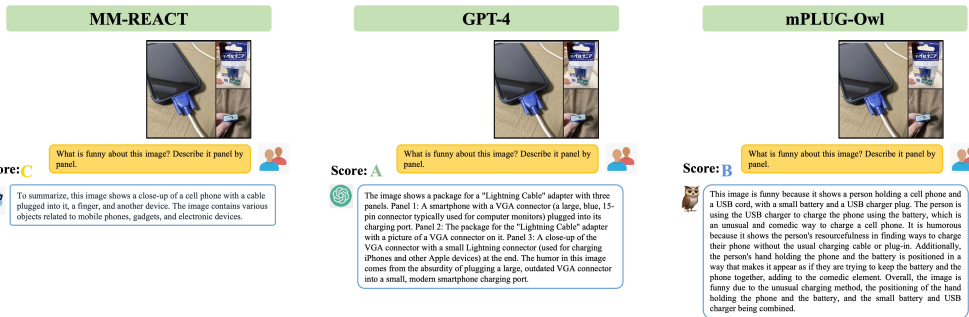 MM-REACT
What is funny about this image? Describe it panel by
panel.
ore:C
To summarize, this image shows a close-up of a cell phone with a cable
plugged into it, a finger, and another device. The image contains various
objects related to mobile phones, gadgets, and electronic devices.
GPT-4
What is funny about this image? Describe it panel by
panel.
Score: A
The image shows a package for a "Lightning Cable" adapter with three
panels. Panel 1: A smartphone with a VGA connector (a large, blue, 15-
pin connector typically used for computer monitors) plugged into its
charging port. Panel 2: The package for the "Lightning Cable" adapter
with a picture of a VGA connector on it. Panel 3: A close-up of the
VGA connector with a small Lightning connector (used for charging
iPhones and other Apple devices) at the end. The humor in this image
comes from the absurdity of plugging a large, outdated VGA connector
into a small, modern smartphone charging port.
mPLUG-Owl
What is funny about this image? Describe it panel by
panel.
Score: B
This image is funny because it shows a person holding a cell phone and
a USB cord, with a small battery and a USB charger plug. The person is
using the USB charger to charge the phone using the battery, which is
an unusual and comedic way to charge a cell phone. It is humorous
because it shows the person's resourcefulness in finding ways to charge
their phone without the usual charging cable or plug-in. Additionally,
the person's hand holding the phone and the battery is positioned in a
way that makes it appear as if they are trying to keep the battery and the
phone together, adding to the comedic element. Overall, the image is
funny due to the unusual charging method, the positioning of the hand
holding the phone and the battery, and the small battery and USB
charger being combined.